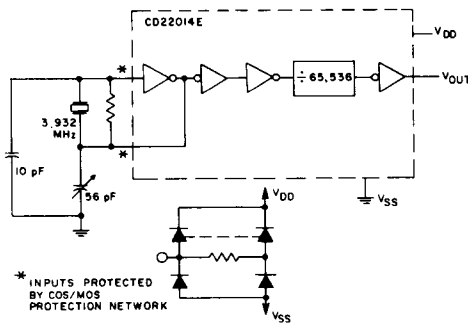 CD22014E
VDD
*
÷ 65,536
VOUT
3.932
MHz
*
10 pF
56 pF
VSS
VDD
* INPUTS PROTECTED
BY COS/MOS
PROTECTION NETWORK
VSS